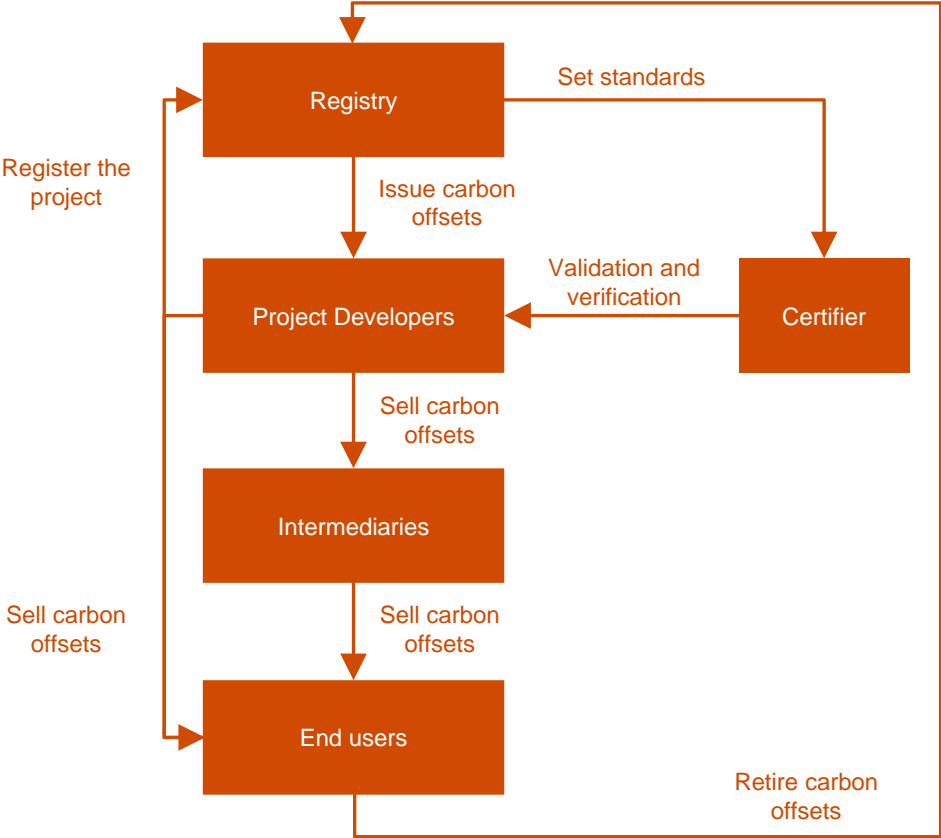 Registry
Set standards
Register the
project
Issue carbon
offsets
Project Developers
Validation and
verification
Certifier
Sell carbon
offsets
Intermediaries
Sell carbon
offsets
Sell carbon
offsets
End users
Retire carbon
offsets